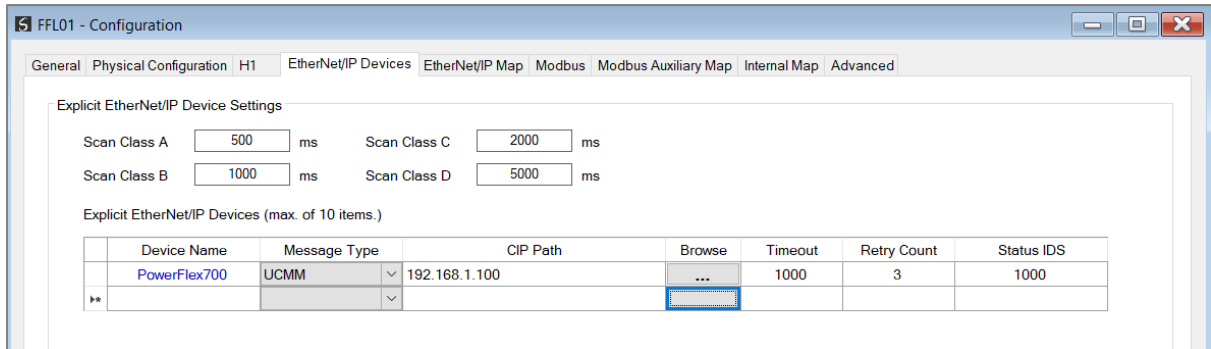 FFL01 - Configuration
General Physical Configuration H1 EtherNet/IP Devices EtherNet/IP Map Modbus Modbus Auxiliary Map Internal Map Advanced
Explicit EtherNet/IP Device Settings
Scan Class A 500 ms Scan Class C 2000 ms
Scan Class B 1000 ms Scan Class D 5000 ms
Explicit EtherNet/IP Devices (max. of 10 items.)
Device Name Message Type CIP Path Browse Timeout Retry Count Status IDS
PowerFlex700 UCMM 192.168.1.100 ... 1000 3 1000